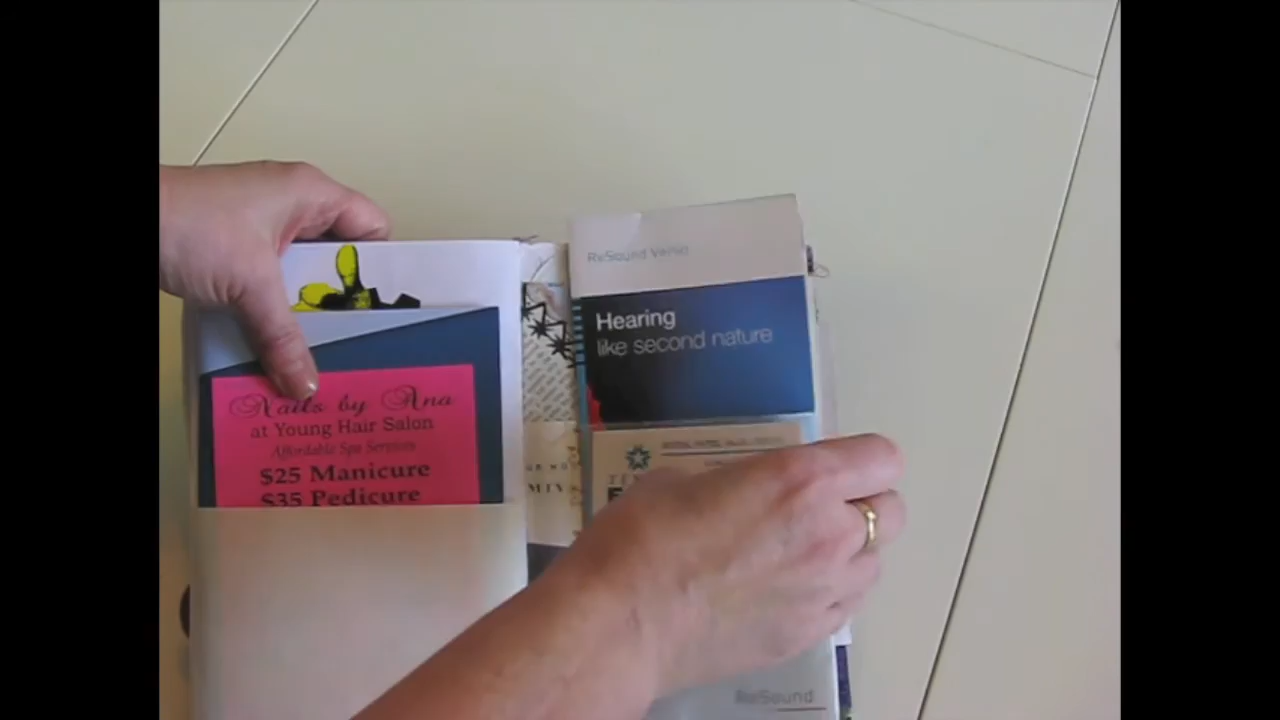 Nails by Ana
at Young Hair Salon
Affordable Spa Services
$25 Manicure
$35 Pedicure
ReSound Verso
Hearing
like second nature
ReSound